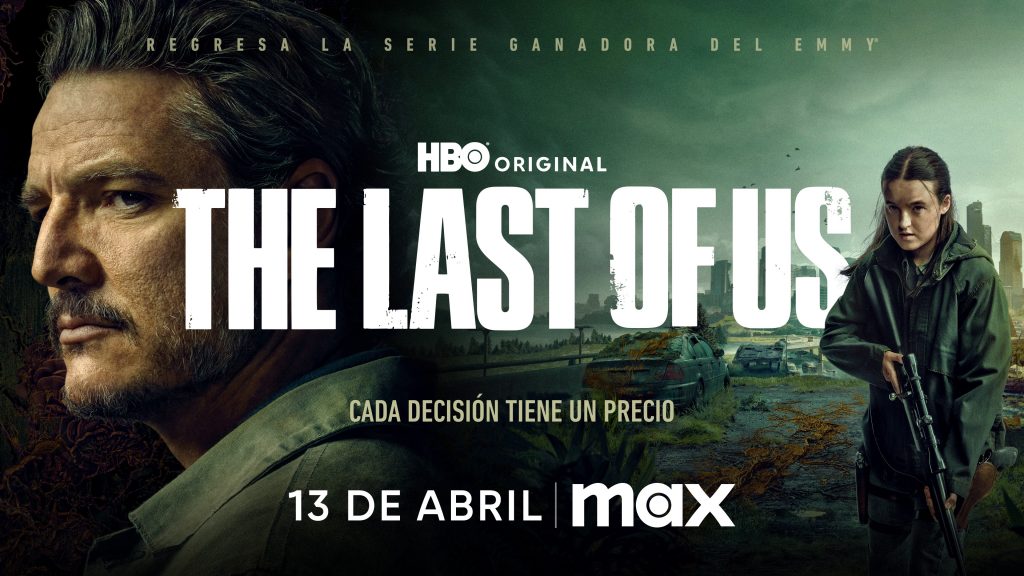 REGRESA LA SERIE GANADORA DEL EMMY®
HBO® ORIGINAL
THE LAST OF US
CADA DECISIÓN TIENE UN PRECIO
13 DE ABRIL | max